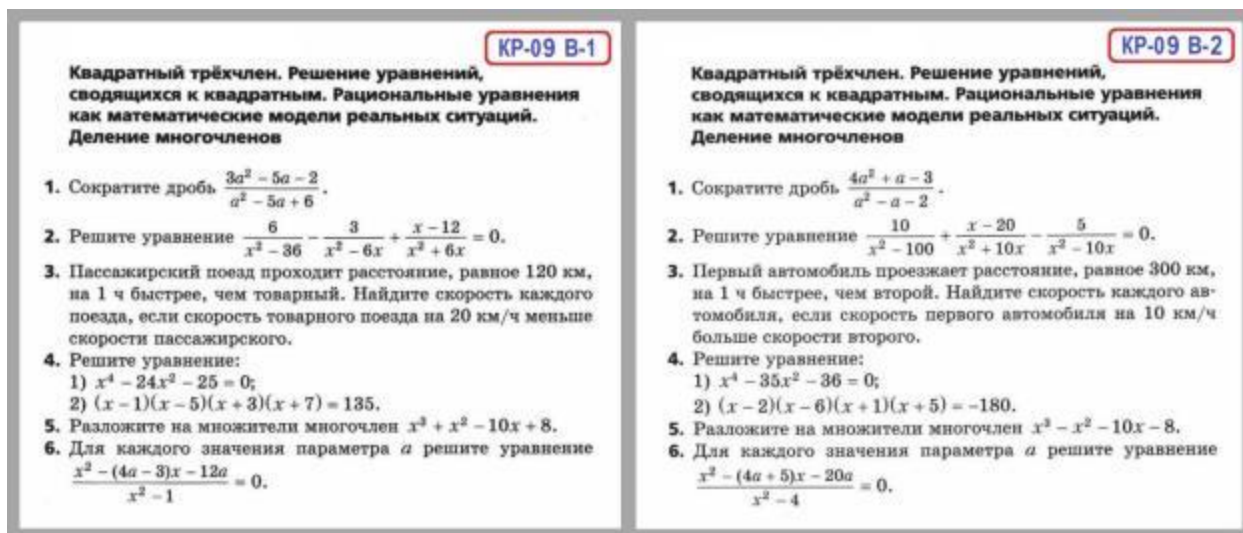 КР-09 В-1
Квадратный трёхчлен. Решение уравнений,
сводящихся к квадратным. Рациональные уравнения
как математические модели реальных ситуаций.
Деление многочленов
1. Сократите дробь (3a² − 5a − 2)/(a² − 5a + 6).
2. Решите уравнение 6/(x² − 36) − 3/(x² − 6x) + (x − 12)/(x² + 6x) = 0.
3. Пассажирский поезд проходит расстояние, равное 120 км,
на 1 ч быстрее, чем товарный. Найдите скорость каждого
поезда, если скорость товарного поезда на 20 км/ч меньше
скорости пассажирского.
4. Решите уравнение:
1) x⁴ − 24x² − 25 = 0;
2) (x − 1)(x − 5)(x + 3)(x + 7) = 135.
5. Разложите на множители многочлен x³ + x² − 10x + 8.
6. Для каждого значения параметра a решите уравнение
(x² − (4a − 3)x − 12a)/(x² − 1) = 0.
КР-09 В-2
Квадратный трёхчлен. Решение уравнений,
сводящихся к квадратным. Рациональные уравнения
как математические модели реальных ситуаций.
Деление многочленов
1. Сократите дробь (4a² + a − 3)/(a² − a − 2).
2. Решите уравнение 10/(x² − 100) + (x − 20)/(x² + 10x) − 5/(x² − 10x) = 0.
3. Первый автомобиль проезжает расстояние, равное 300 км,
на 1 ч быстрее, чем второй. Найдите скорость каждого ав-
томобиля, если скорость первого автомобиля на 10 км/ч
больше скорости второго.
4. Решите уравнение:
1) x⁴ − 35x² − 36 = 0;
2) (x − 2)(x − 6)(x + 1)(x + 5) = −180.
5. Разложите на множители многочлен x³ − x² − 10x − 8.
6. Для каждого значения параметра a решите уравнение
(x² − (4a + 5)x − 20a)/(x² − 4) = 0.